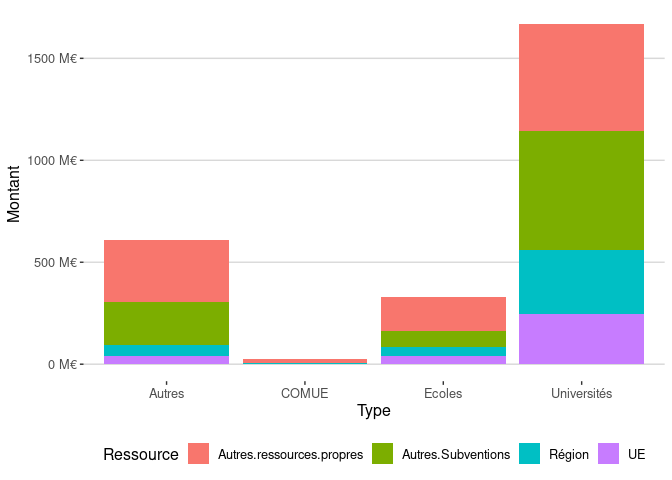 1500 M€
1000 M€
500 M€
0 M€
Montant
Autres COMUE Ecoles Universités
Type
Ressource Autres.ressources.propres Autres.Subventions Région UE